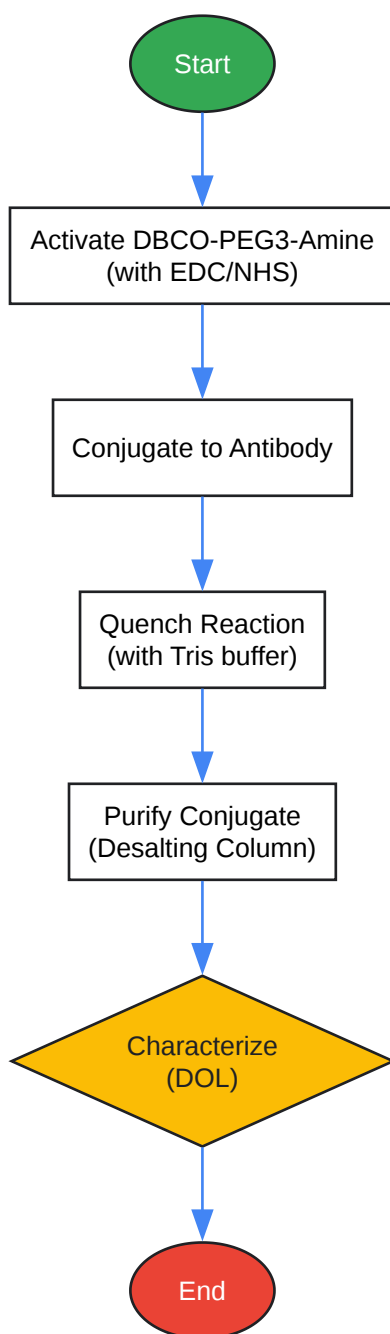 Start
Activate DBCO-PEG3-Amine
(with EDC/NHS)
Conjugate to Antibody
Quench Reaction
(with Tris buffer)
Purify Conjugate
(Desalting Column)
Characterize
(DOL)
End